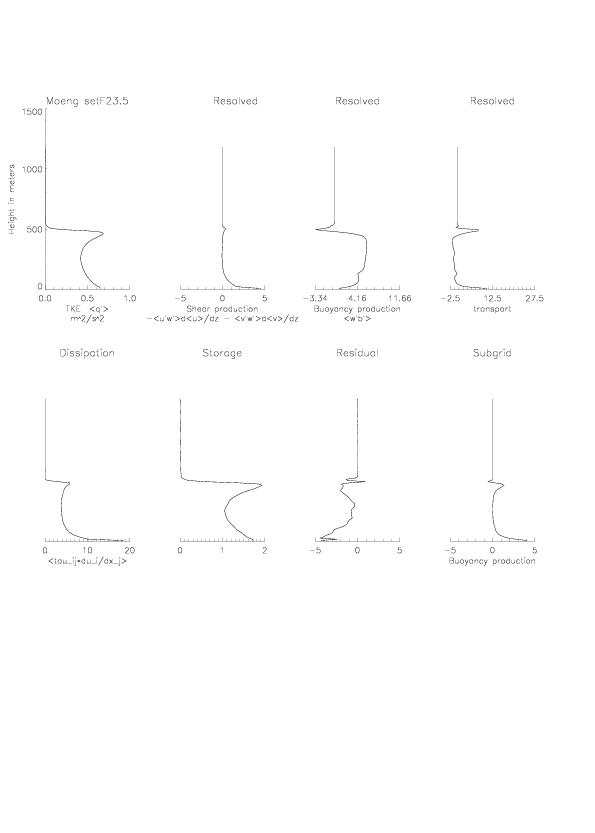 Moeng setF23.5 Resolved Resolved Resolved
1500
1000
500
0
Height in meters
0.0 0.5 1.0 -5 0 5 -3.34 4.16 11.66 -2.5 12.5 27.5
TKE <q'> Shear production Buoyancy production transport
m^2/s^2 -<u'w'>d<u>/dz - <v'w'>d<v>/dz <w'b'>
Dissipation Storage Residual Subgrid
0 10 20 0 1 2 -5 0 5 -5 0 5
<tau_ij*du_i/dx_j> Buoyancy production